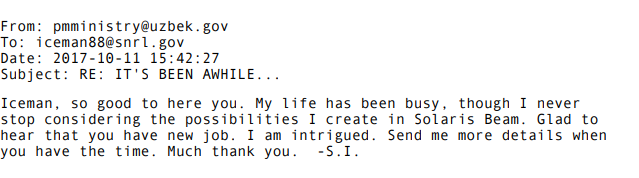 From: pmministry@uzbek.gov
To: iceman88@snrl.gov
Date: 2017-10-11 15:42:27
Subject: RE: IT'S BEEN AWHILE...
Iceman, so good to here you. My life has been busy, though I never
stop considering the possibilities I create in Solaris Beam. Glad to
hear that you have new job. I am intrigued. Send me more details when
you have the time. Much thank you.  -S.I.